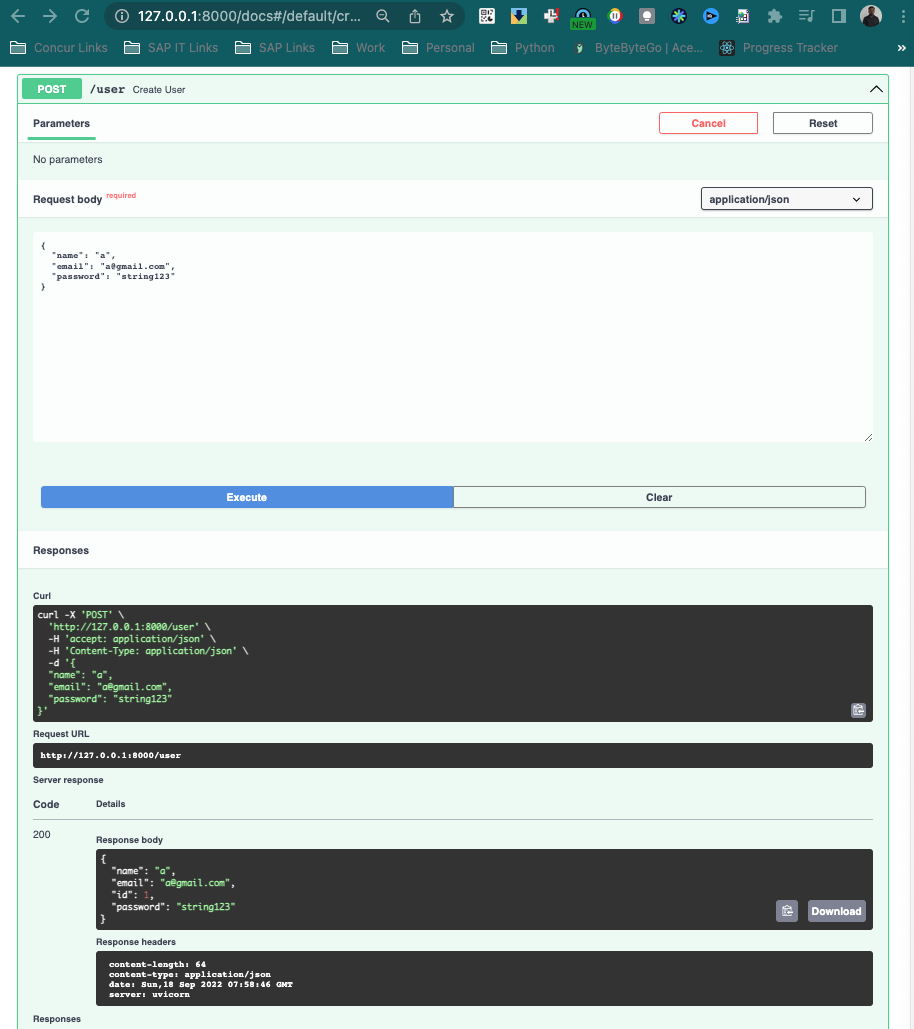 127.0.0.1:8000/docs#/default/cr...
NEW
Concur Links SAP IT Links SAP Links Work Personal Python ByteByteGo | Ace... Progress Tracker »
POST /user Create User
Parameters Cancel Reset
No parameters
Request body required application/json
{
"name": "a",
"email": "a@gmail.com",
"password": "string123"
}
Execute Clear
Responses
Curl
curl -X 'POST' \
'http://127.0.0.1:8000/user' \
-H 'accept: application/json' \
-H 'Content-Type: application/json' \
-d '{
"name": "a",
"email": "a@gmail.com",
"password": "string123"
}'
Request URL
http://127.0.0.1:8000/user
Server response
Code Details
200
Response body
{
"name": "a",
"email": "a@gmail.com",
"id": 1,
"password": "string123"
}
Download
Response headers
content-length: 64
content-type: application/json
date: Sun,18 Sep 2022 07:58:46 GMT
server: uvicorn
Responses